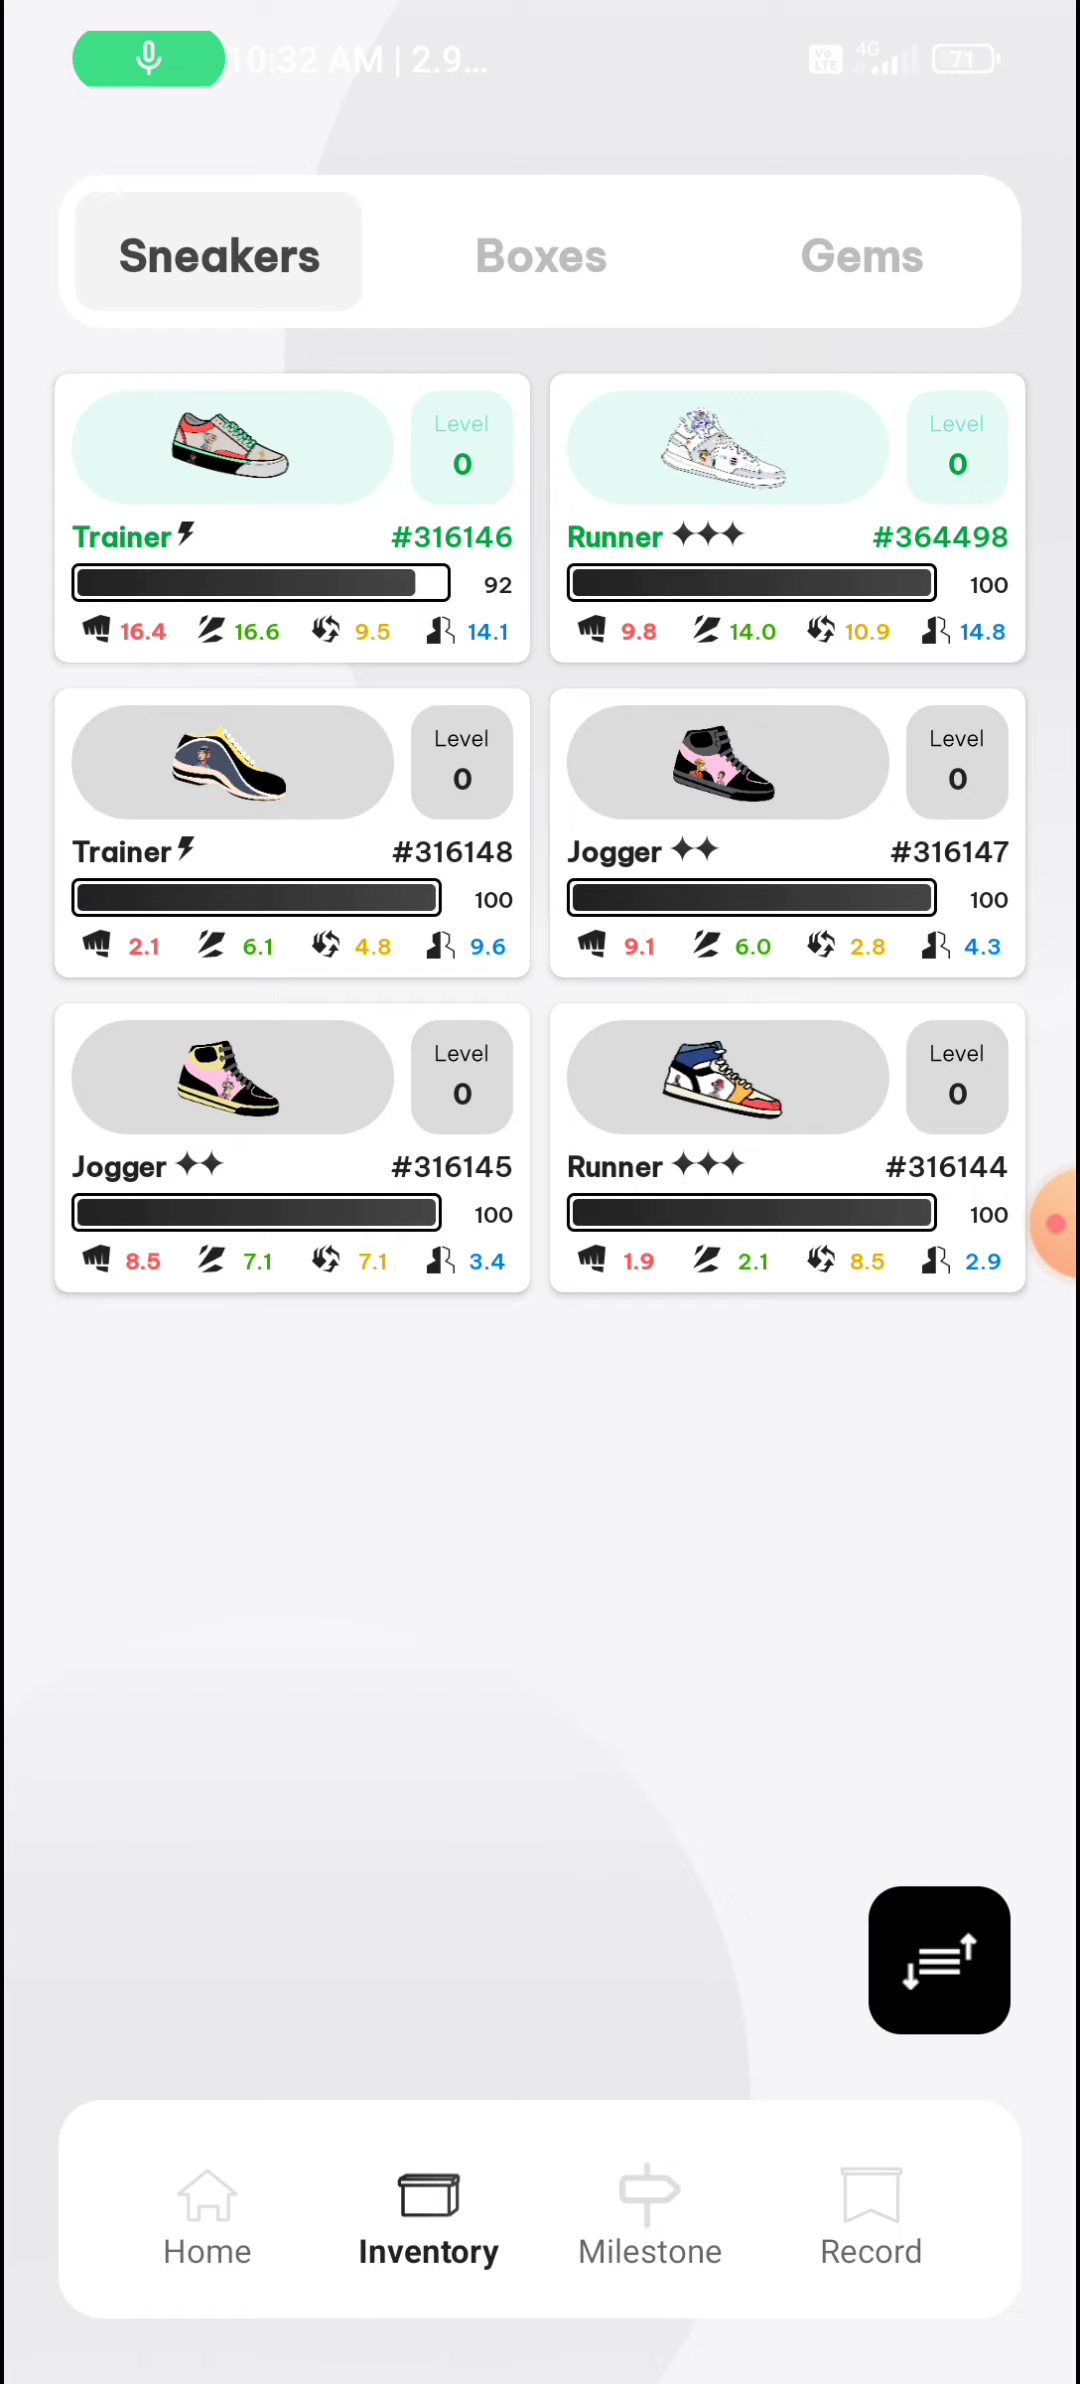 10:32 AM | 2.9... Vo LTE 4G 71
Sneakers Boxes Gems
Level Level
0 0
Trainer #316146 Runner #364498
92 100
16.4 16.6 9.5 14.1 9.8 14.0 10.9 14.8
Level Level
0 0
Trainer #316148 Jogger #316147
100 100
2.1 6.1 4.8 9.6 9.1 6.0 2.8 4.3
Level Level
0 0
Jogger #316145 Runner #316144
100 100
8.5 7.1 7.1 3.4 1.9 2.1 8.5 2.9
Home Inventory Milestone Record